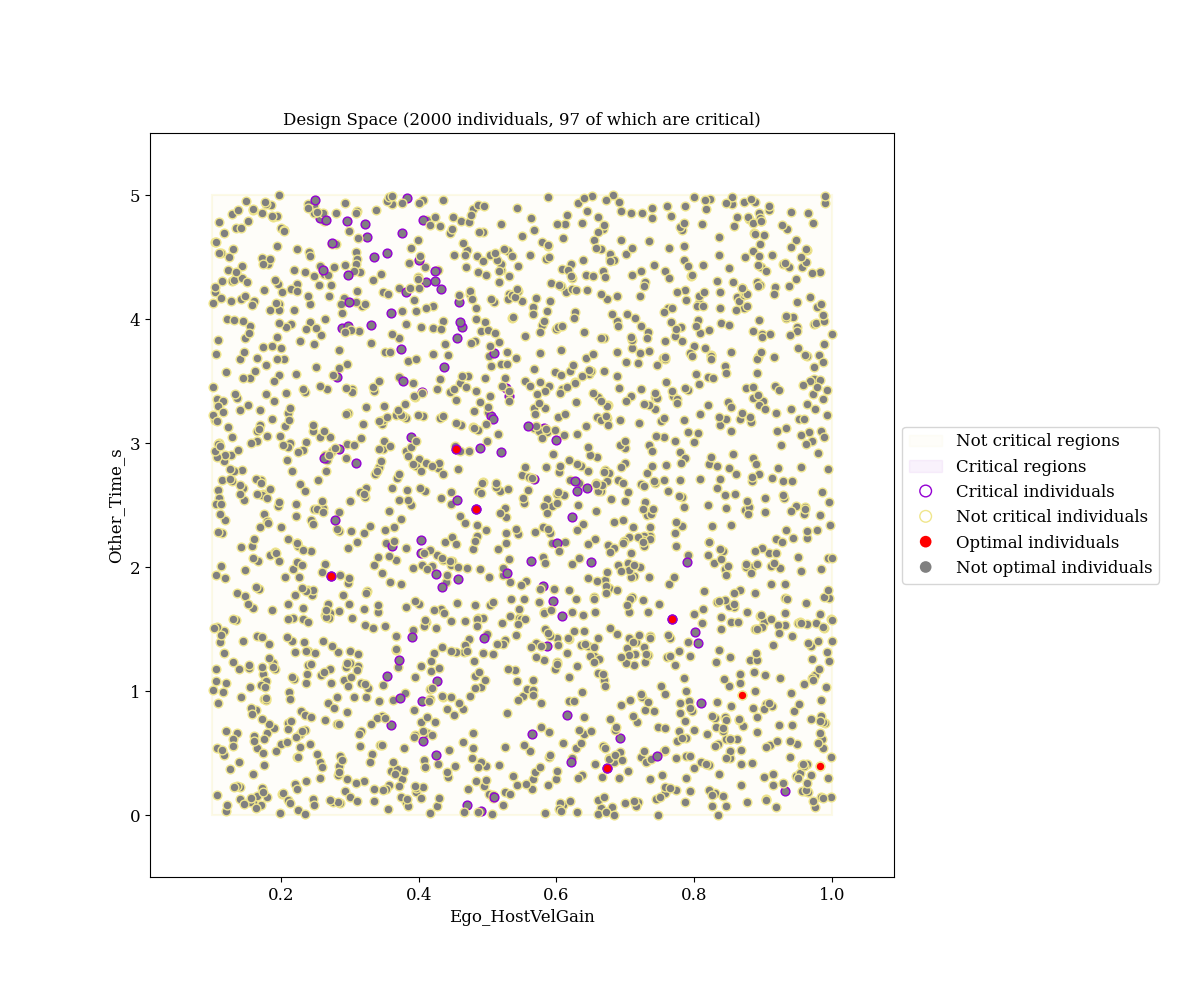 Design Space (2000 individuals, 97 of which are critical)
5
4
3
2
1
0
Other_Time_s
0.2
0.4
0.6
0.8
1.0
Ego_HostVelGain
Not critical regions
Critical regions
Critical individuals
Not critical individuals
Optimal individuals
Not optimal individuals